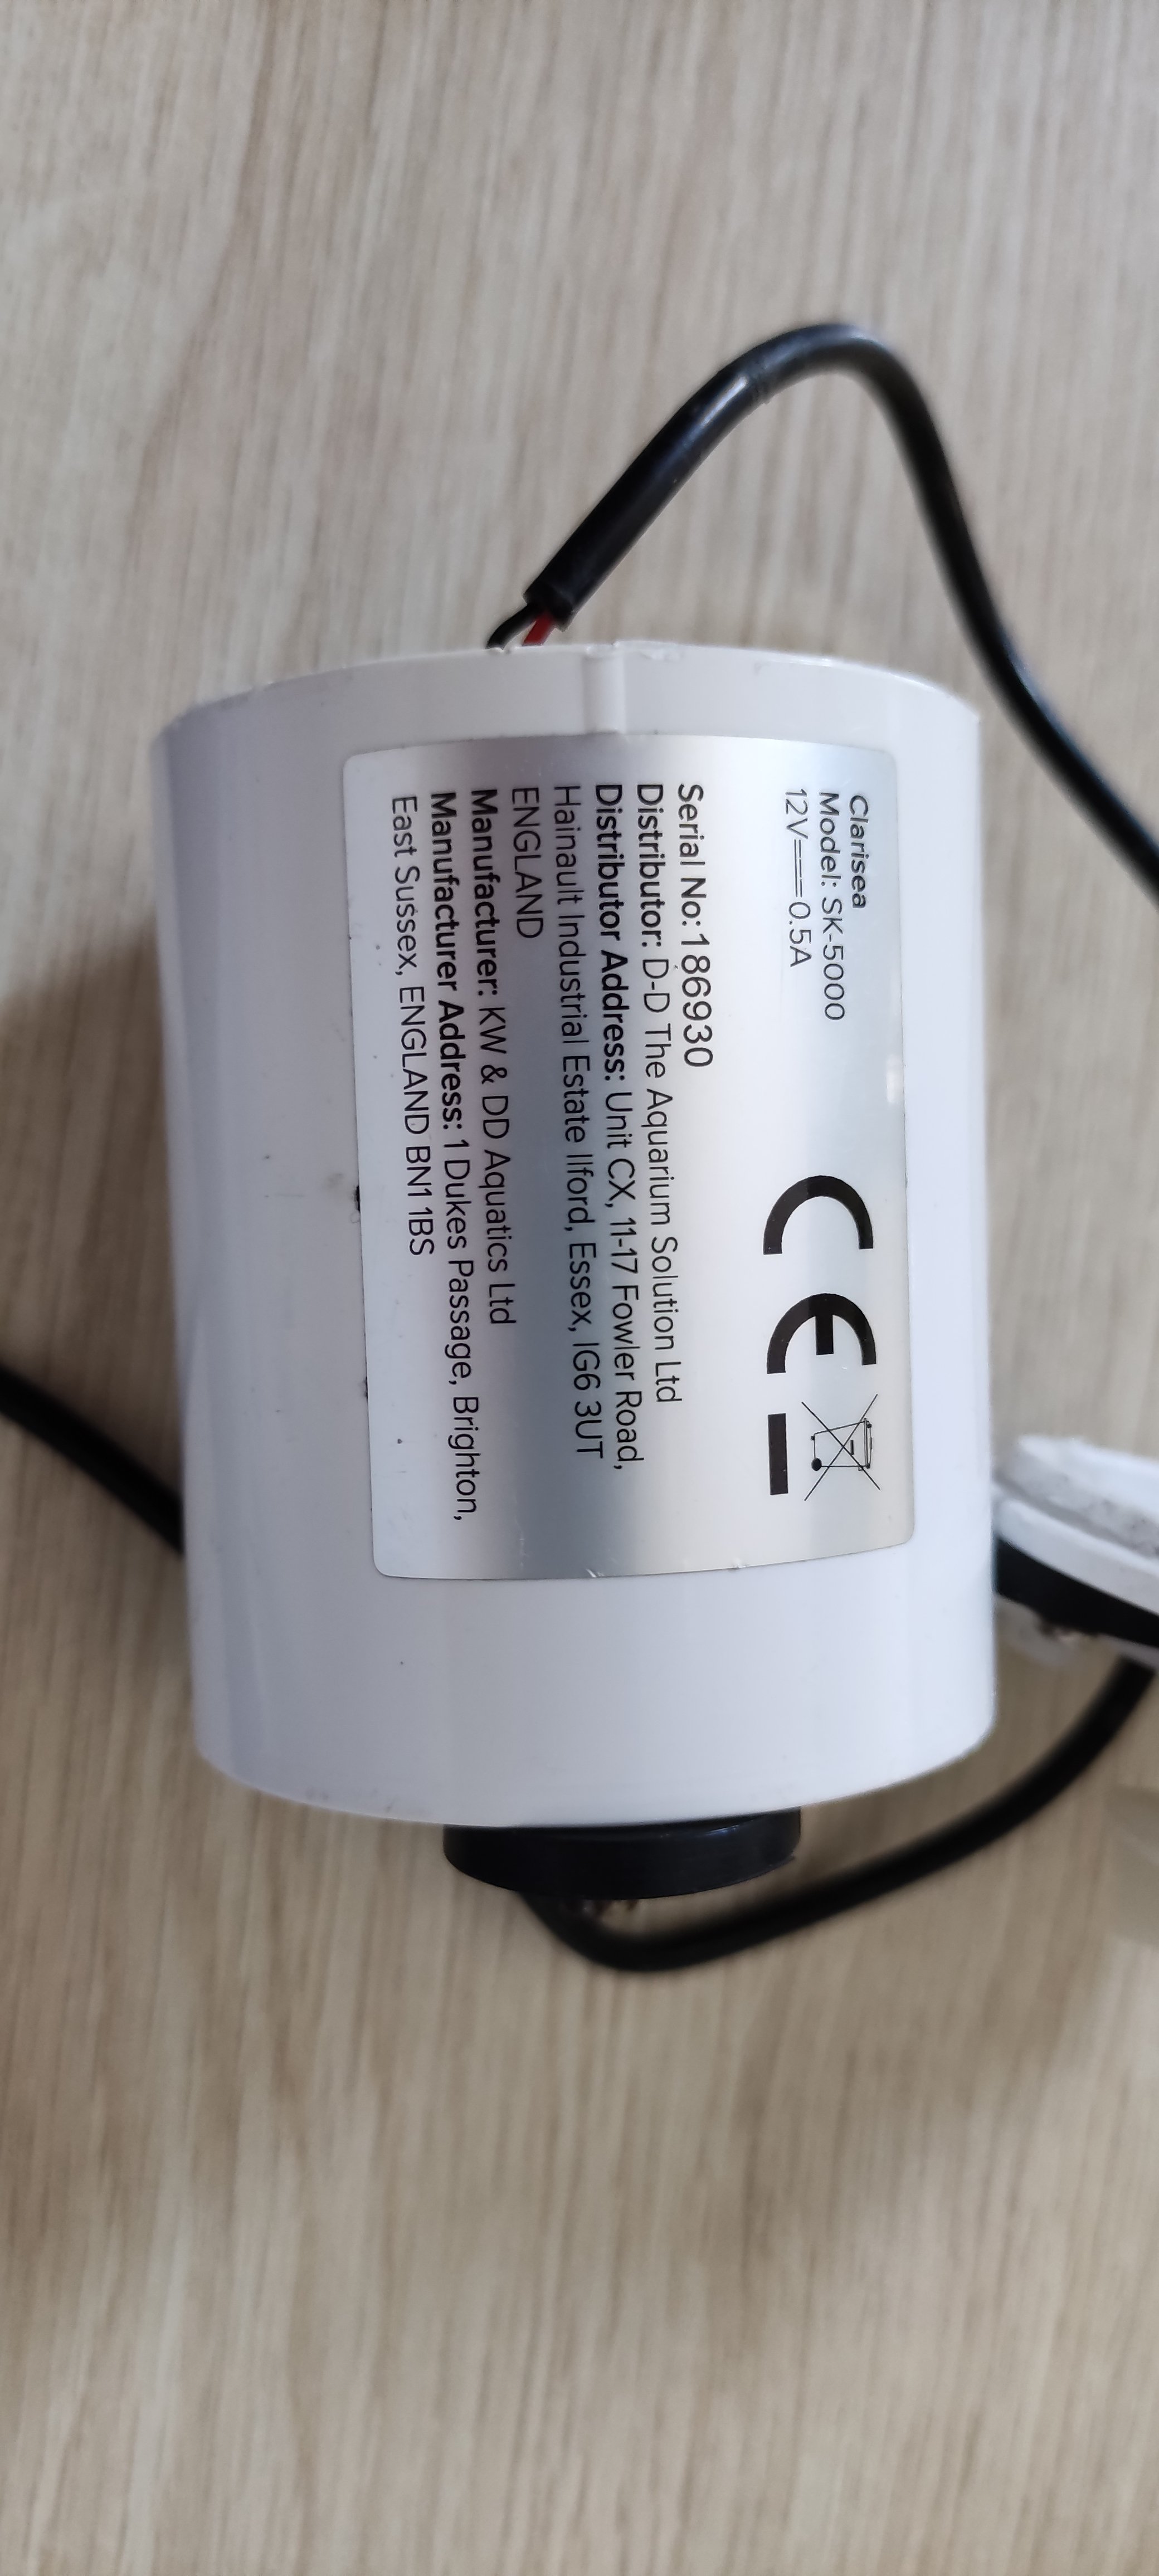 Clarisea
Model: SK-5000
12V⎓0.5A
CE
Serial No:186930
Distributor: D-D The Aquarium Solution Ltd
Distributor Address: Unit CX, 11-17 Fowler Road,
Hainault Industrial Estate Ilford, Essex, IG6 3UT
ENGLAND
Manufacturer: KW & DD Aquatics Ltd
Manufacturer Address: 1 Dukes Passage, Brighton,
East Sussex, ENGLAND BN1 1BS